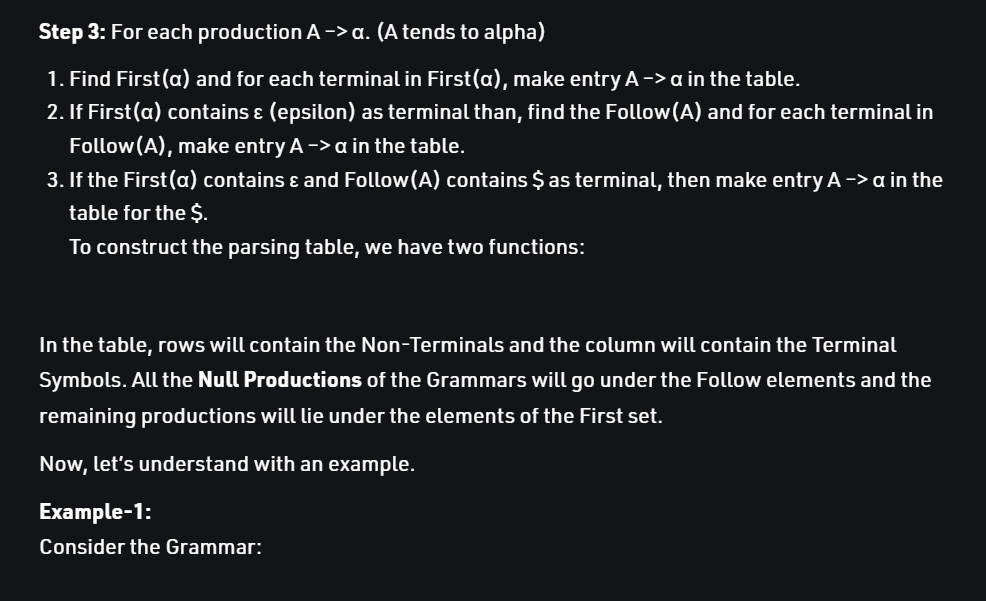 Step 3: For each production A –> α. (A tends to alpha)
1. Find First(α) and for each terminal in First(α), make entry A –> α in the table.
2. If First(α) contains ε (epsilon) as terminal than, find the Follow(A) and for each terminal in
Follow(A), make entry A –> α in the table.
3. If the First(α) contains ε and Follow(A) contains $ as terminal, then make entry A –> α in the
table for the $.
To construct the parsing table, we have two functions:
In the table, rows will contain the Non-Terminals and the column will contain the Terminal
Symbols. All the Null Productions of the Grammars will go under the Follow elements and the
remaining productions will lie under the elements of the First set.
Now, let's understand with an example.
Example-1:
Consider the Grammar: